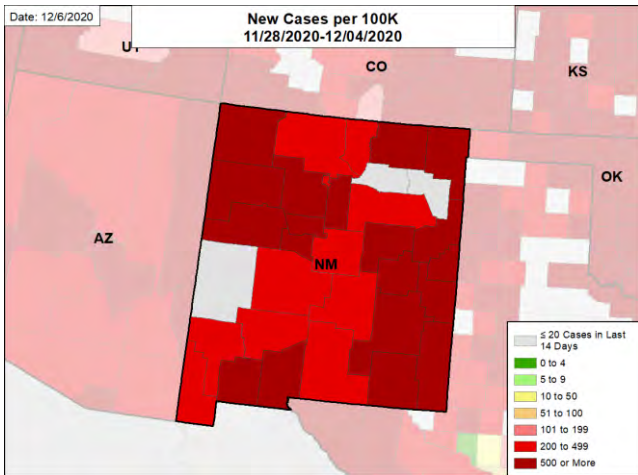 Date: 12/6/2020
New Cases per 100K
11/28/2020-12/04/2020
UT
CO
KS
OK
AZ
NM
≤ 20 Cases in Last
14 Days
0 to 4
5 to 9
10 to 50
51 to 100
101 to 199
200 to 499
500 or More